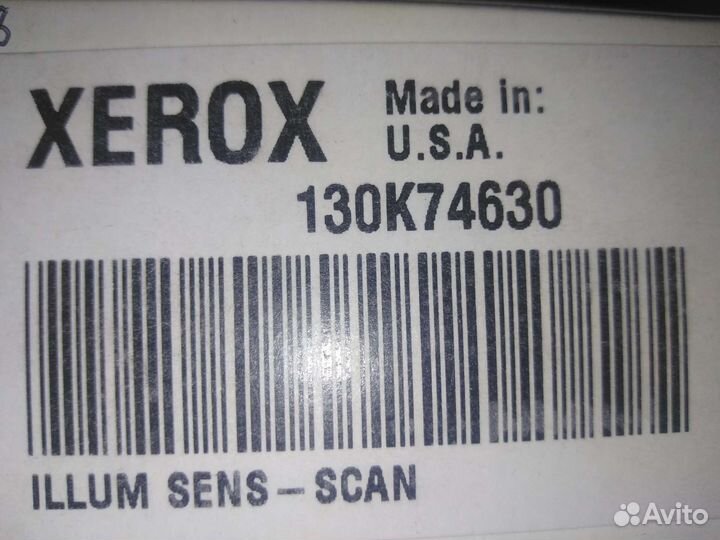 XEROX
Made in:
U.S.A.
130K74630
ILLUM SENS-SCAN
Avito